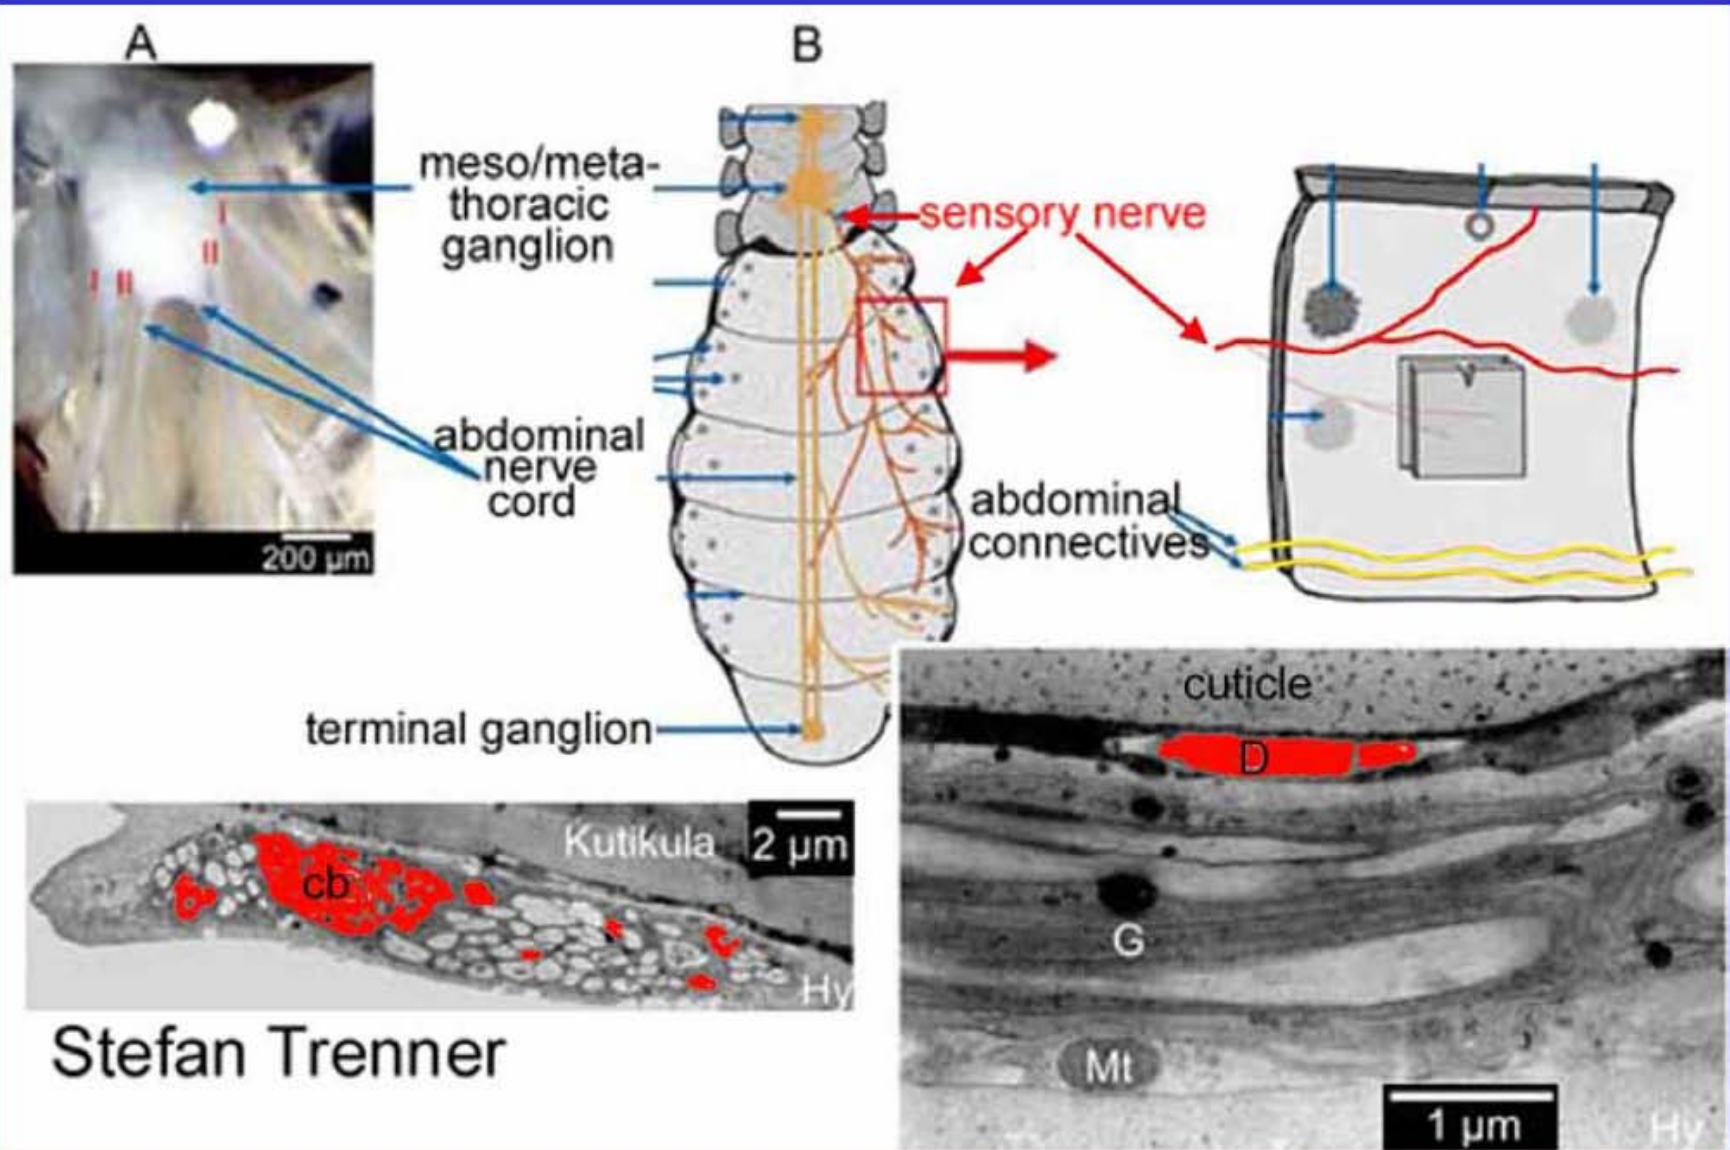 A
B
meso/meta-
thoracic
ganglion
sensory nerve
I
II
I II
abdominal
nerve
cord
abdominal
connectives
200 µm
terminal ganglion
cuticle
D
Kutikula
2 µm
cb
G
Hy
Stefan Trenner
Mt
1 µm
Hy